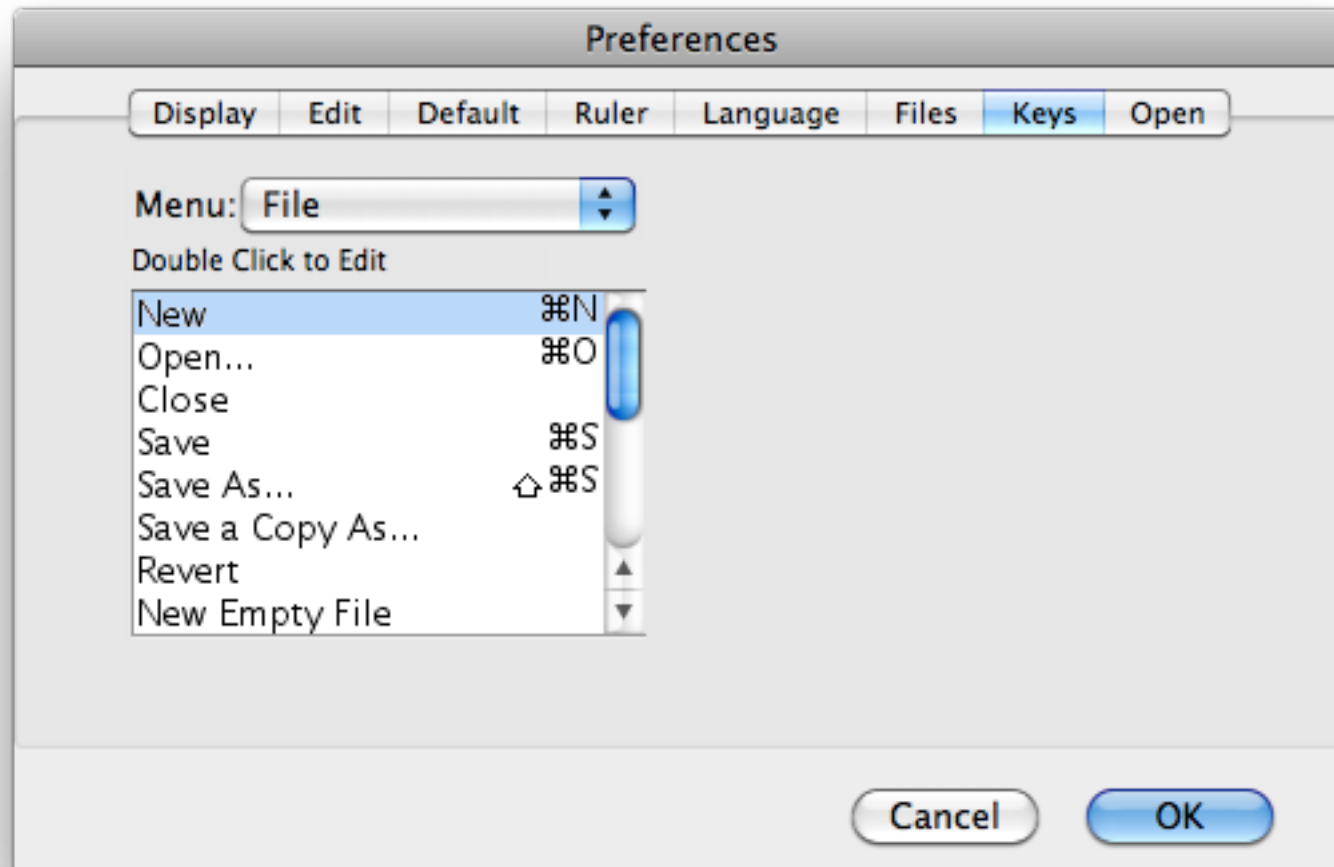 Preferences
Display Edit Default Ruler Language Files Keys Open
Menu: File
Double Click to Edit
New ⌘N
Open... ⌘O
Close
Save ⌘S
Save As... ⇧⌘S
Save a Copy As...
Revert
New Empty File
Cancel OK